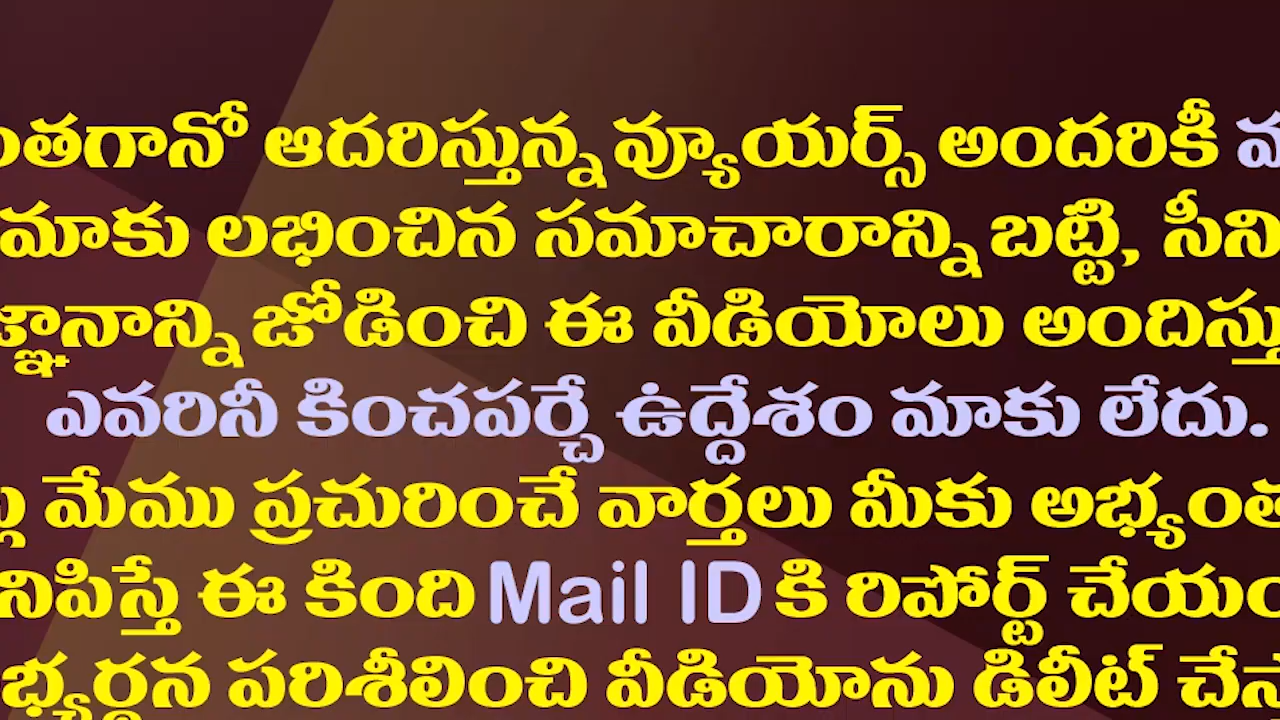 ఆదరిస్తున్న వ్యూయర్స్ అందరికీ
మాకు లభించిన సమాచారాన్ని బట్టి,
జోడించి ఈ వీడియోలు
ఎవరినీ కించపర్చే ఉద్దేశం మాకు లేదు.
మేము ప్రచురించే వార్తలు మీకు
ఈ కింది Mail ID కి రిపోర్ట్
పరిశీలించి వీడియోను డిలీట్